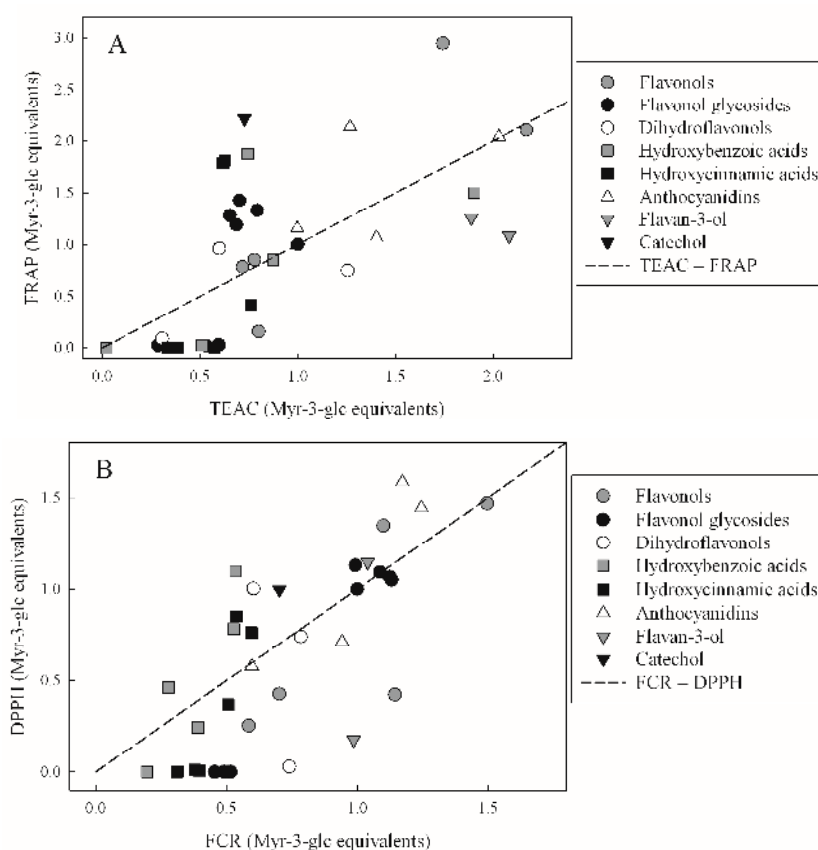 A
3.0
2.5
2.0
1.5
1.0
0.5
0.0
FRAP (Myr-3-glc equivalents)
0.0 0.5 1.0 1.5 2.0
TEAC (Myr-3-glc equivalents)
Flavonols
Flavonol glycosides
Dihydroflavonols
Hydroxybenzoic acids
Hydroxycinnamic acids
Anthocyanidins
Flavan-3-ol
Catechol
TEAC – FRAP
B
1.5
1.0
0.5
0.0
DPPH (Myr-3-glc equivalents)
0.0 0.5 1.0 1.5
FCR (Myr-3-glc equivalents)
Flavonols
Flavonol glycosides
Dihydroflavonols
Hydroxybenzoic acids
Hydroxycinnamic acids
Anthocyanidins
Flavan-3-ol
Catechol
FCR – DPPH